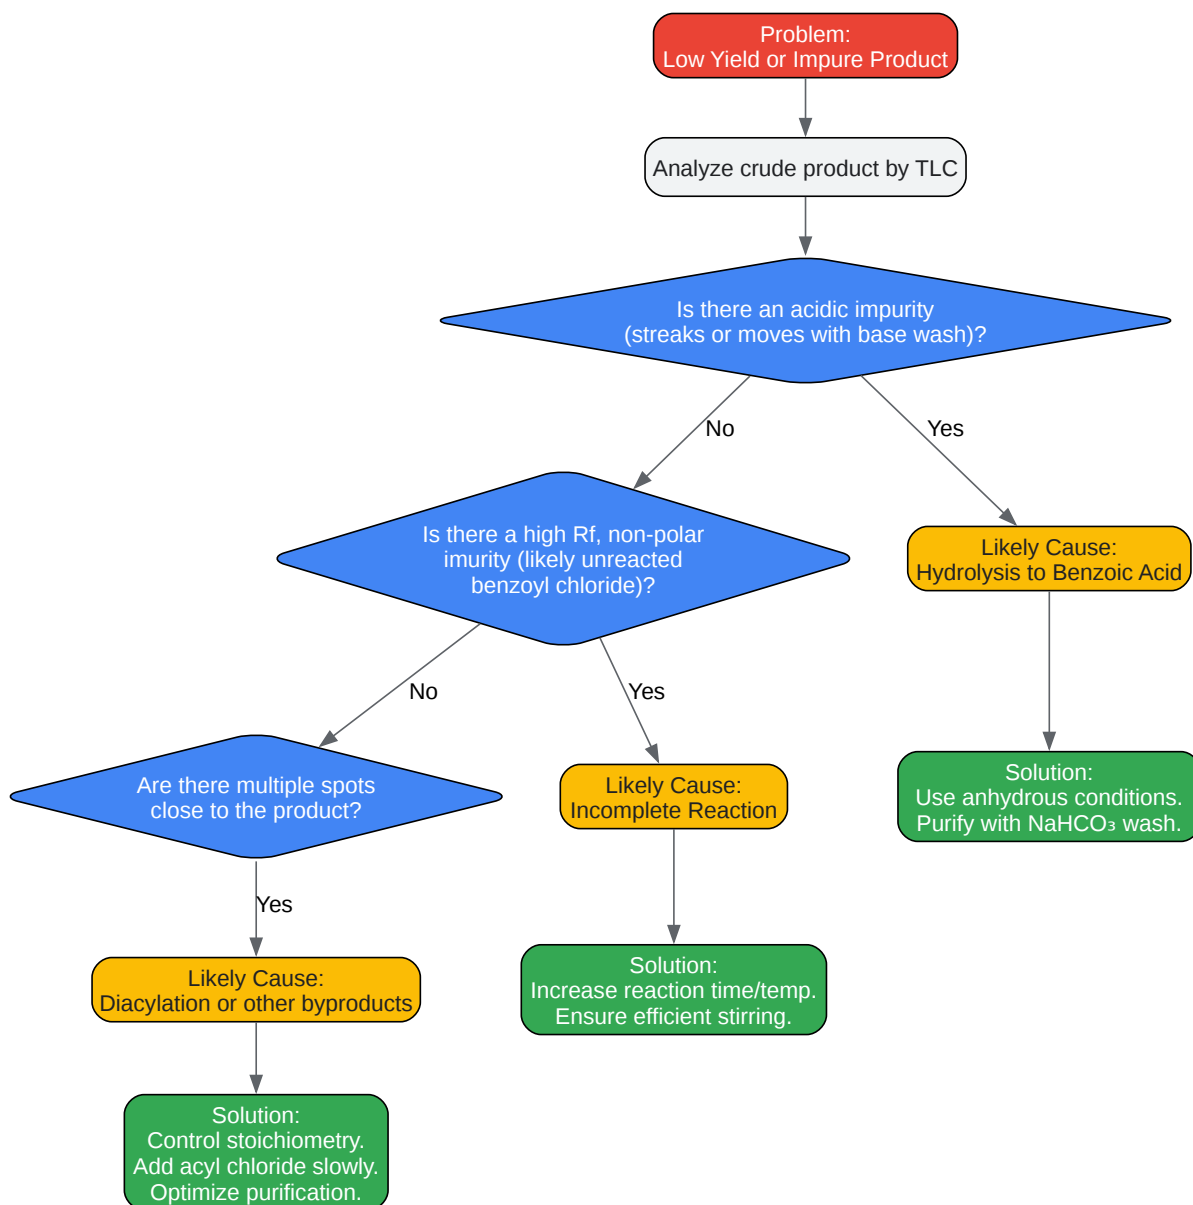 Problem:
Low Yield or Impure Product
Analyze crude product by TLC
Is there an acidic impurity
(streaks or moves with base wash)?
No
Yes
Is there a high Rf, non-polar
imurity (likely unreacted
benzoyl chloride)?
Likely Cause:
Hydrolysis to Benzoic Acid
No
Yes
Are there multiple spots
close to the product?
Likely Cause:
Incomplete Reaction
Solution:
Use anhydrous conditions.
Purify with NaHCO₃ wash.
Yes
Likely Cause:
Diacylation or other byproducts
Solution:
Increase reaction time/temp.
Ensure efficient stirring.
Solution:
Control stoichiometry.
Add acyl chloride slowly.
Optimize purification.